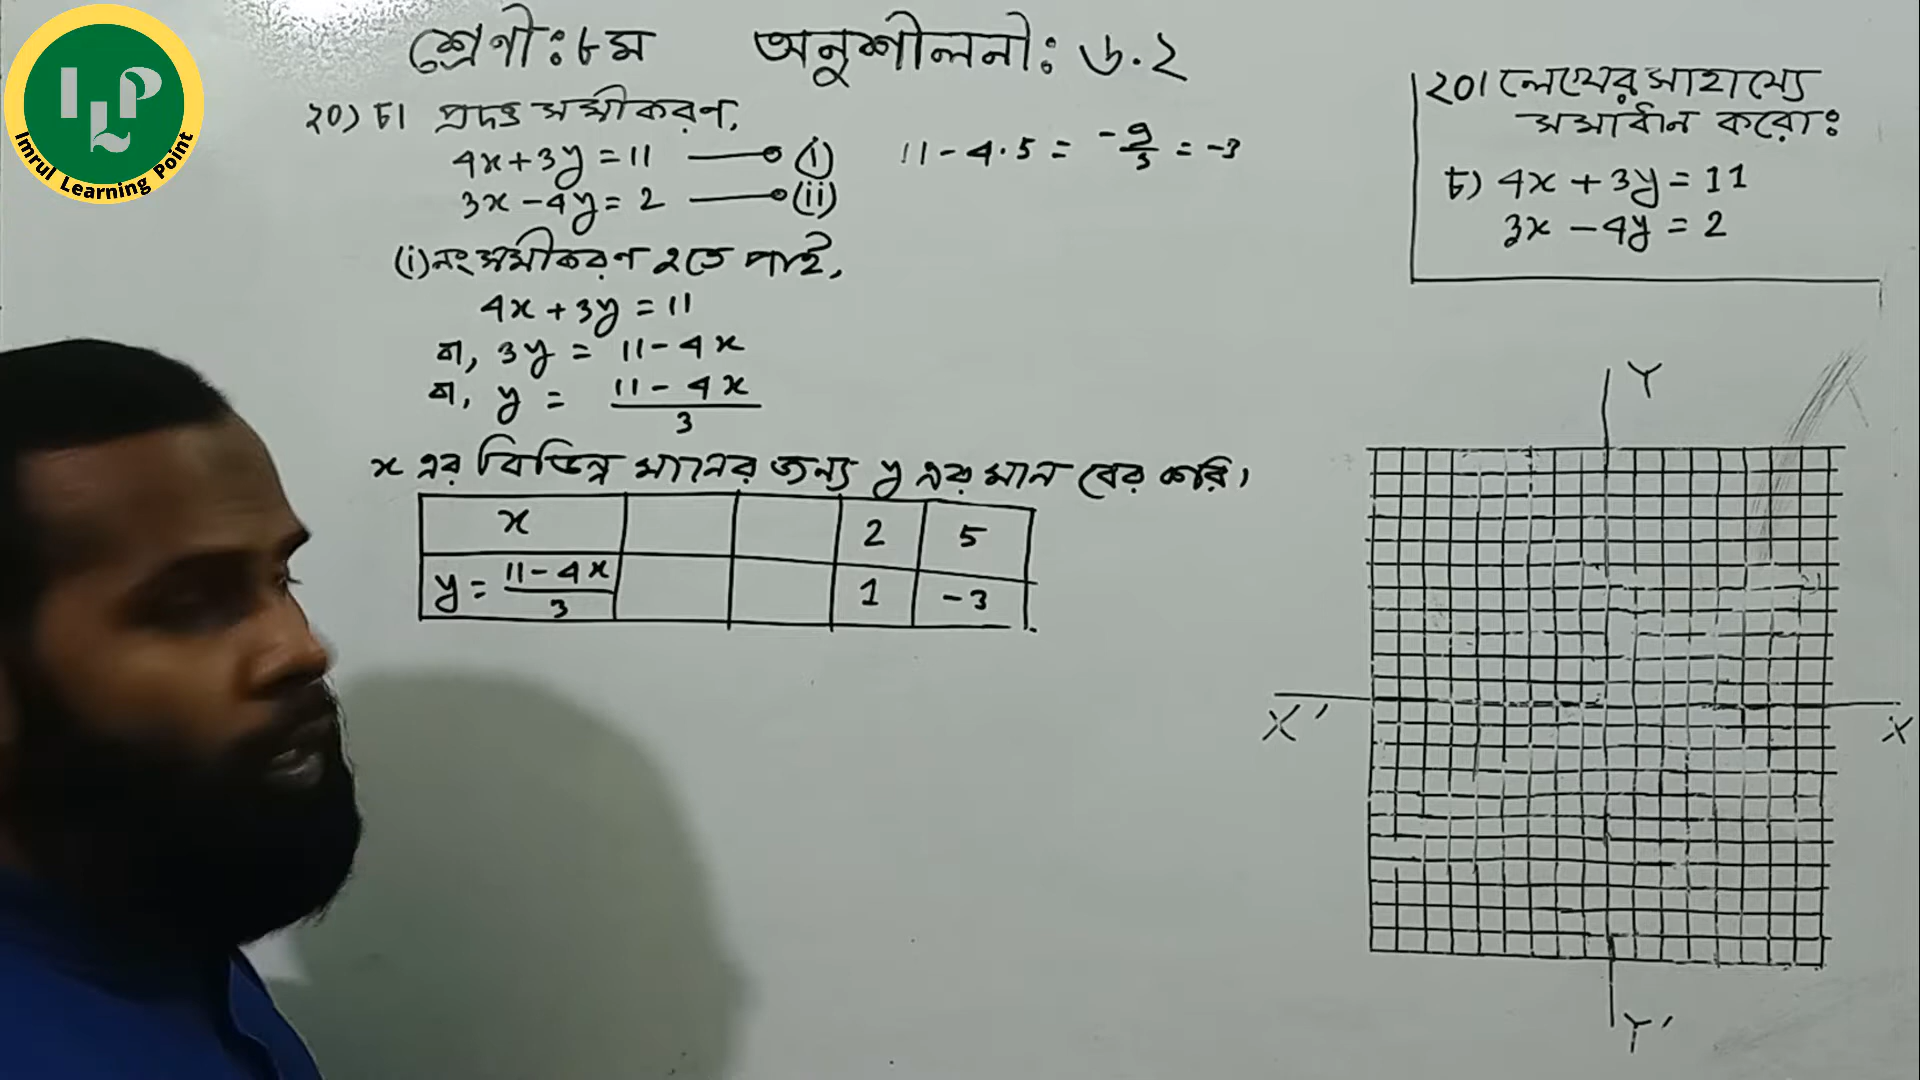 ILP
Imrul Learning Point
শ্রেণী: ৮ম অনুশীলনী: ৬.২
২০) চ। প্রদত্ত সমীকরণ,
4x+3y=11 (i)
3x-4y=2 (ii)
11-4·5 = -9/3 = -3
(i) নং সমীকরণ হতে পাই,
4x+3y=11
বা, 3y = 11-4x
বা, y = (11-4x)/3
x এর বিভিন্ন মানের জন্য y এর মান বের করি।
x 2 5
y = (11-4x)/3 1 -3
২০। লেখের সাহায্যে
সমাধান করো:
চ) 4x+3y=11
3x-4y=2
Y
X' X
Y'